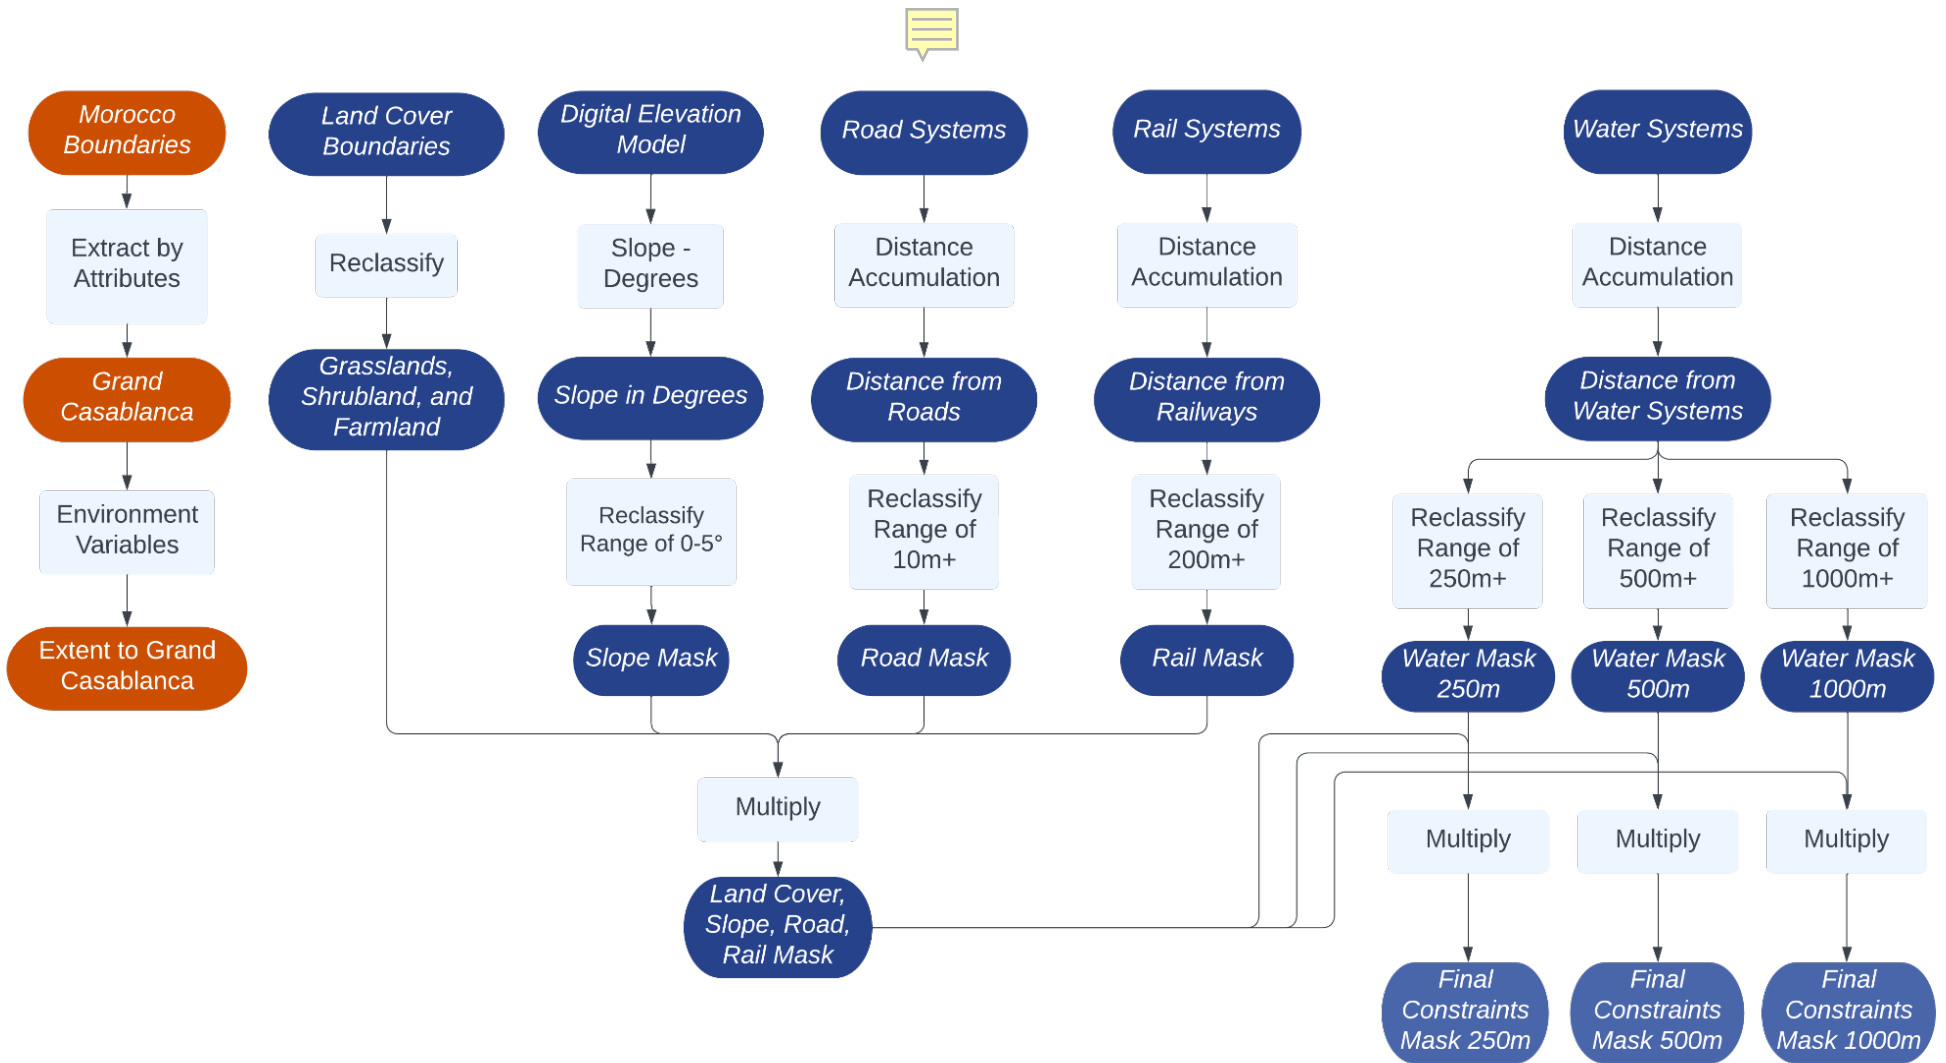 Morocco
Boundaries
Land Cover
Boundaries
Digital Elevation
Model
Road Systems
Rail Systems
Water Systems
Extract by
Attributes
Reclassify
Slope -
Degrees
Distance
Accumulation
Distance
Accumulation
Distance
Accumulation
Grand
Casablanca
Grasslands,
Shrubland, and
Farmland
Slope in Degrees
Distance from
Roads
Distance from
Railways
Distance from
Water Systems
Environment
Variables
Reclassify
Range of 0-5°
Reclassify
Range of
10m+
Reclassify
Range of
200m+
Reclassify
Range of
250m+
Reclassify
Range of
500m+
Reclassify
Range of
1000m+
Extent to Grand
Casablanca
Slope Mask
Road Mask
Rail Mask
Water Mask
250m
Water Mask
500m
Water Mask
1000m
Multiply
Multiply
Multiply
Multiply
Land Cover,
Slope, Road,
Rail Mask
Final
Constraints
Mask 250m
Final
Constraints
Mask 500m
Final
Constraints
Mask 1000m